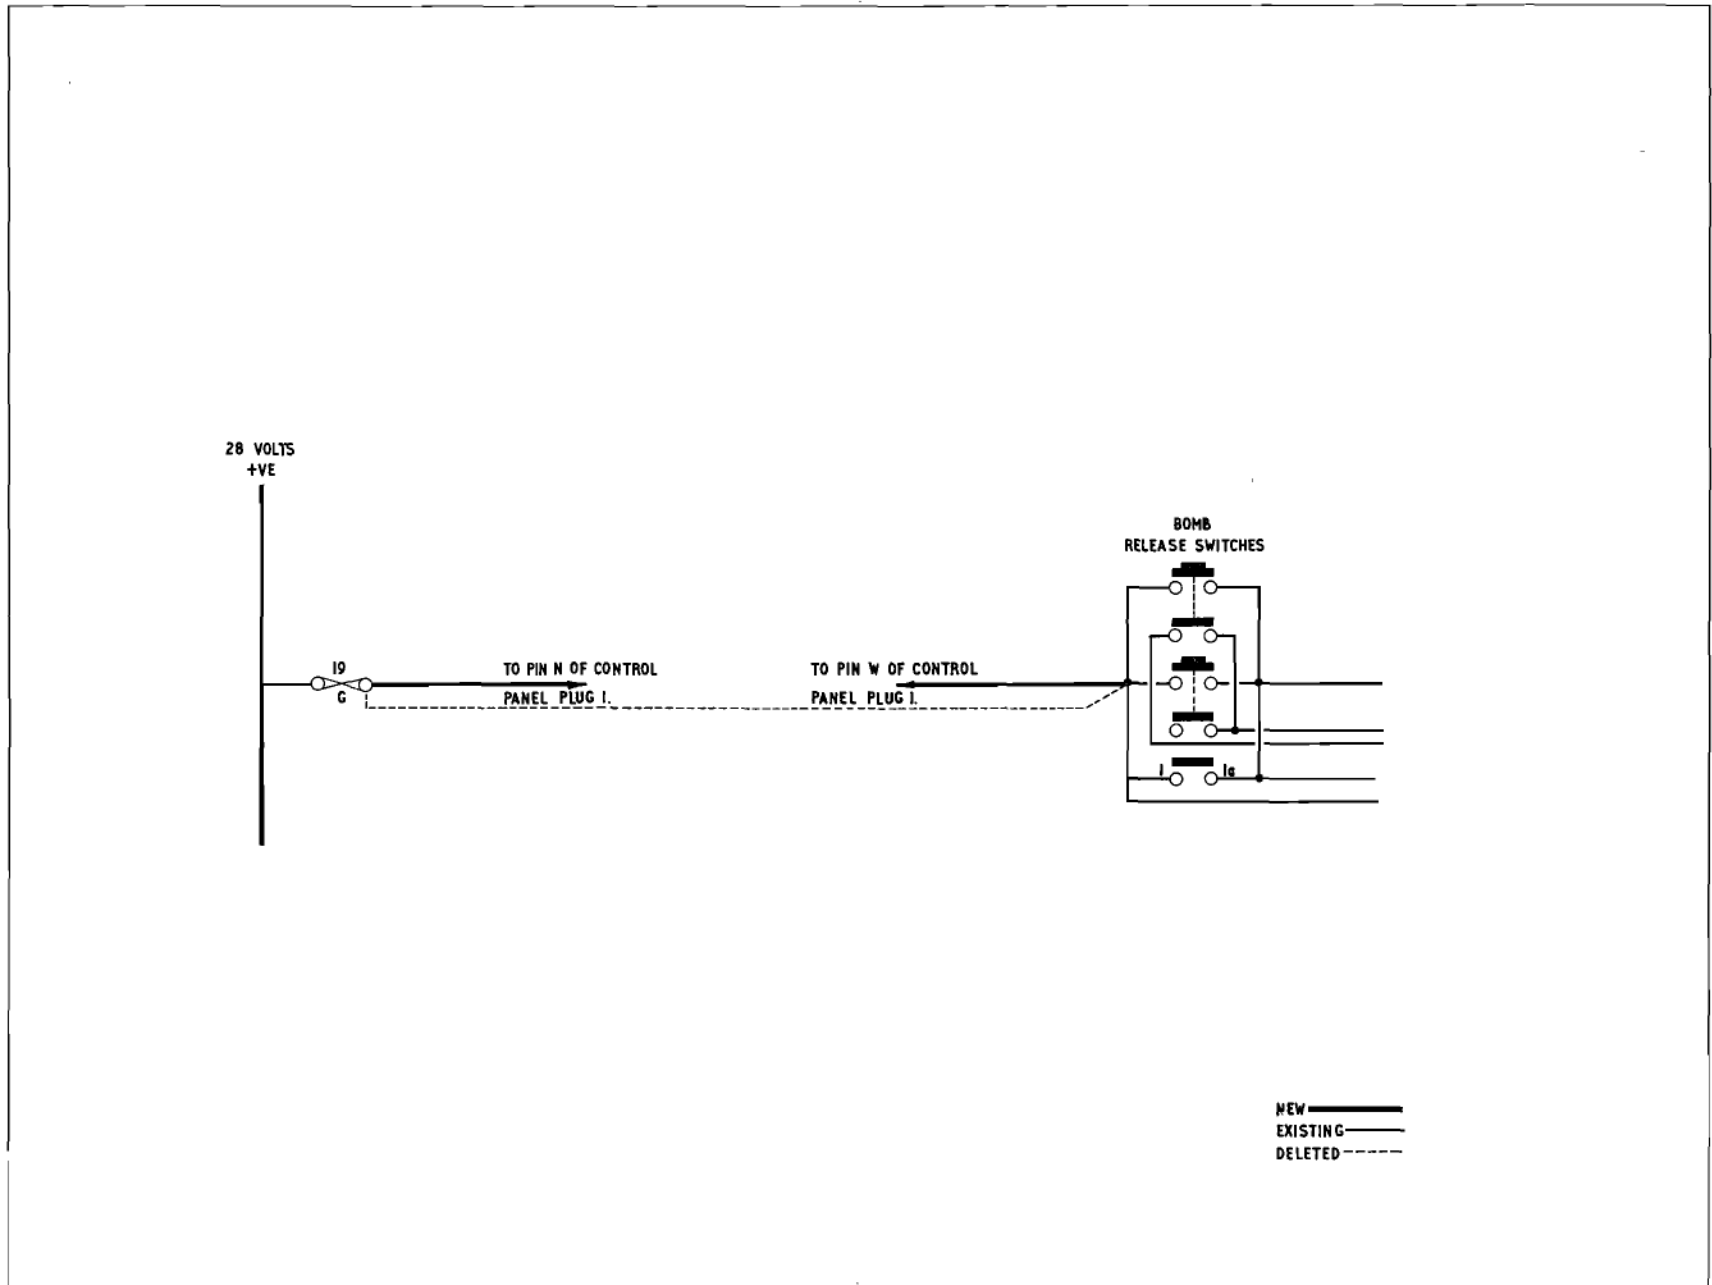 28 VOLTS
+VE
BOMB
RELEASE SWITCHES
19
G
TO PIN N OF CONTROL
PANEL PLUG 1.
TO PIN W OF CONTROL
PANEL PLUG 1.
1
1G
NEW
EXISTING
DELETED